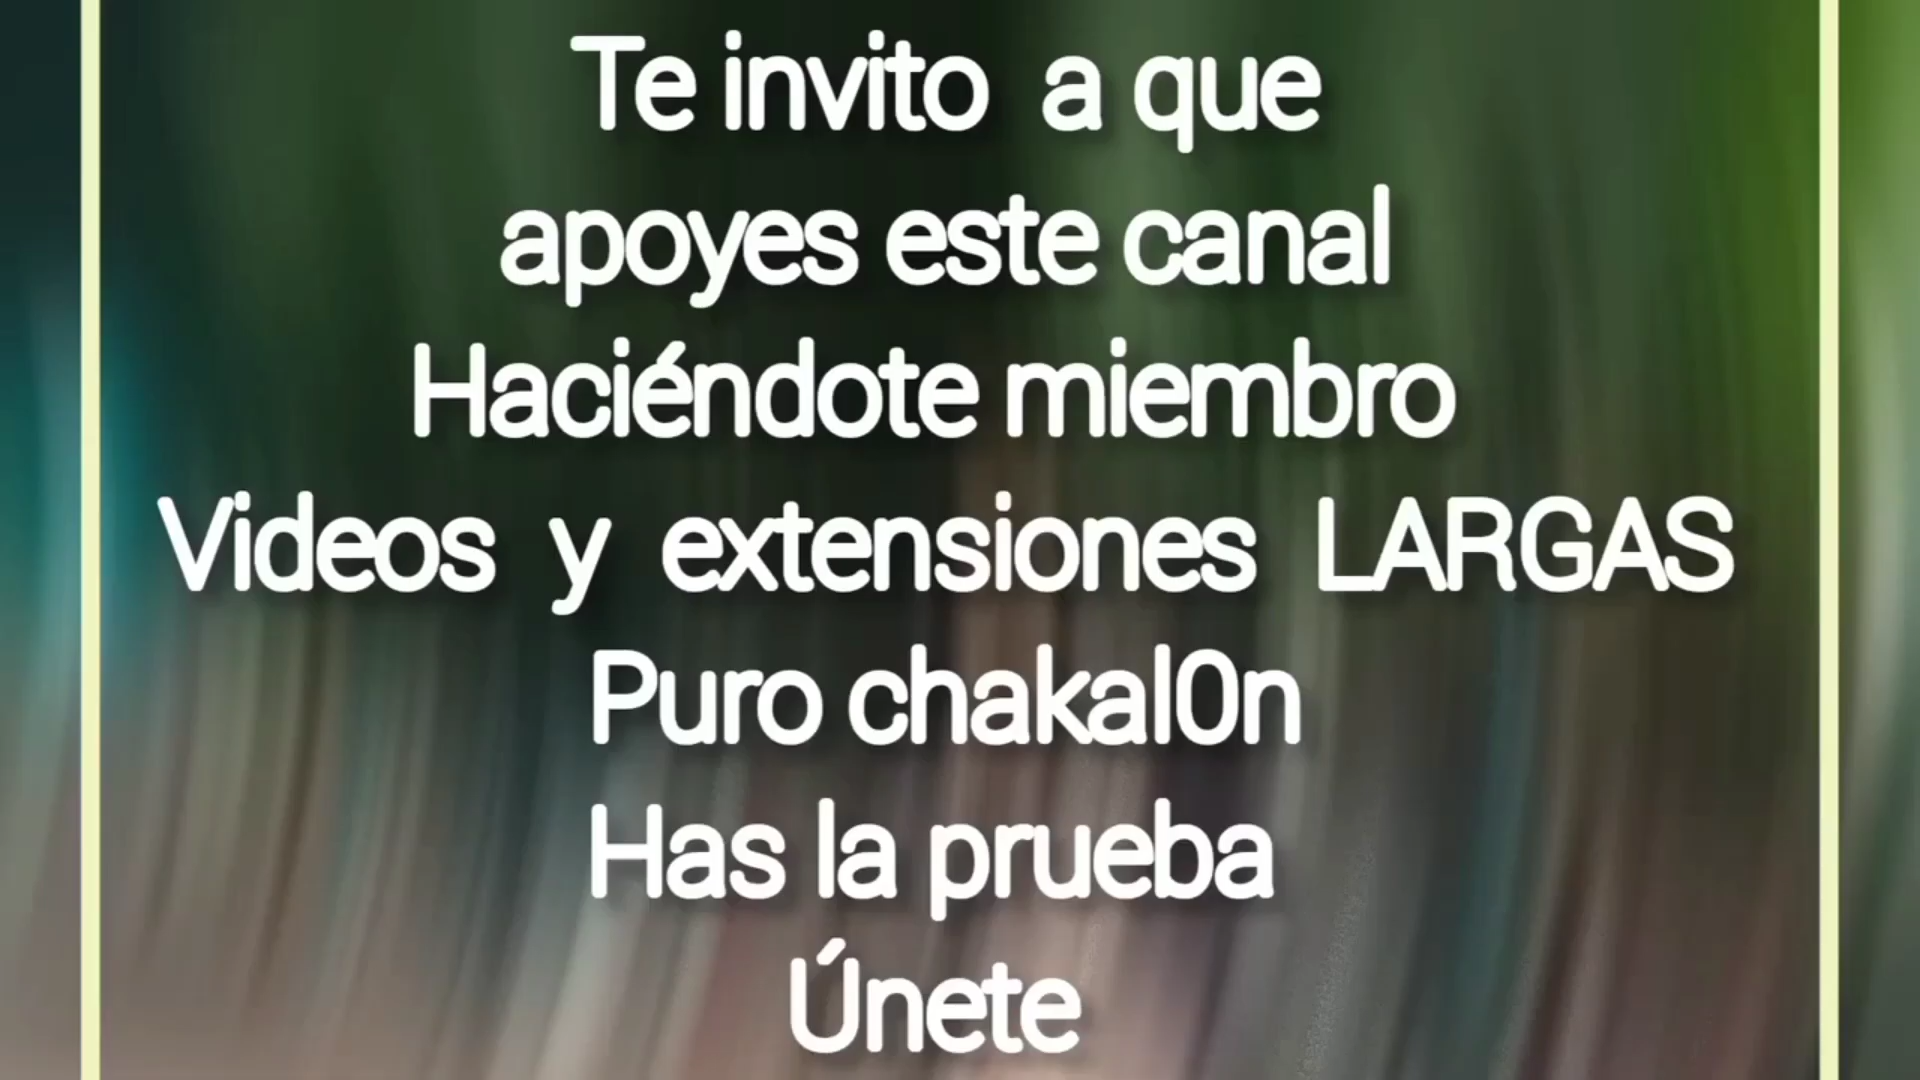 Te invito a que
apoyes este canal
Haciéndote miembro
Videos y extensiones LARGAS
Puro chakal0n
Has la prueba
Únete